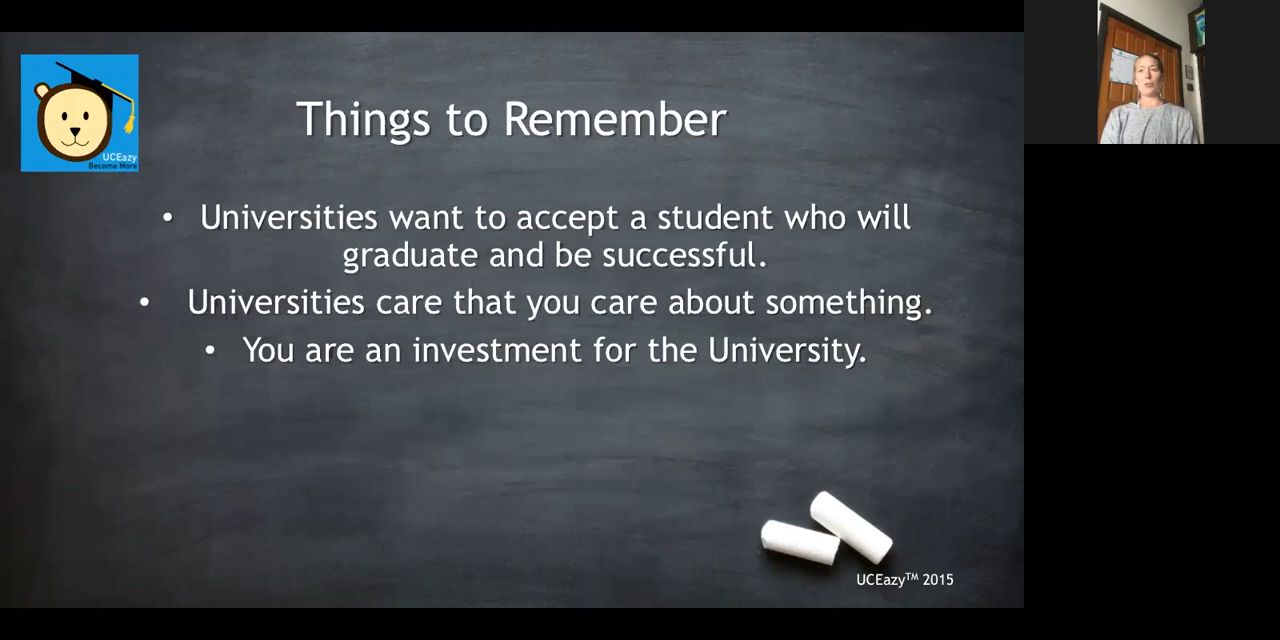 UCEazy
Become More
Things to Remember
• Universities want to accept a student who will
graduate and be successful.
• Universities care that you care about something.
• You are an investment for the University.
UCEazy™ 2015